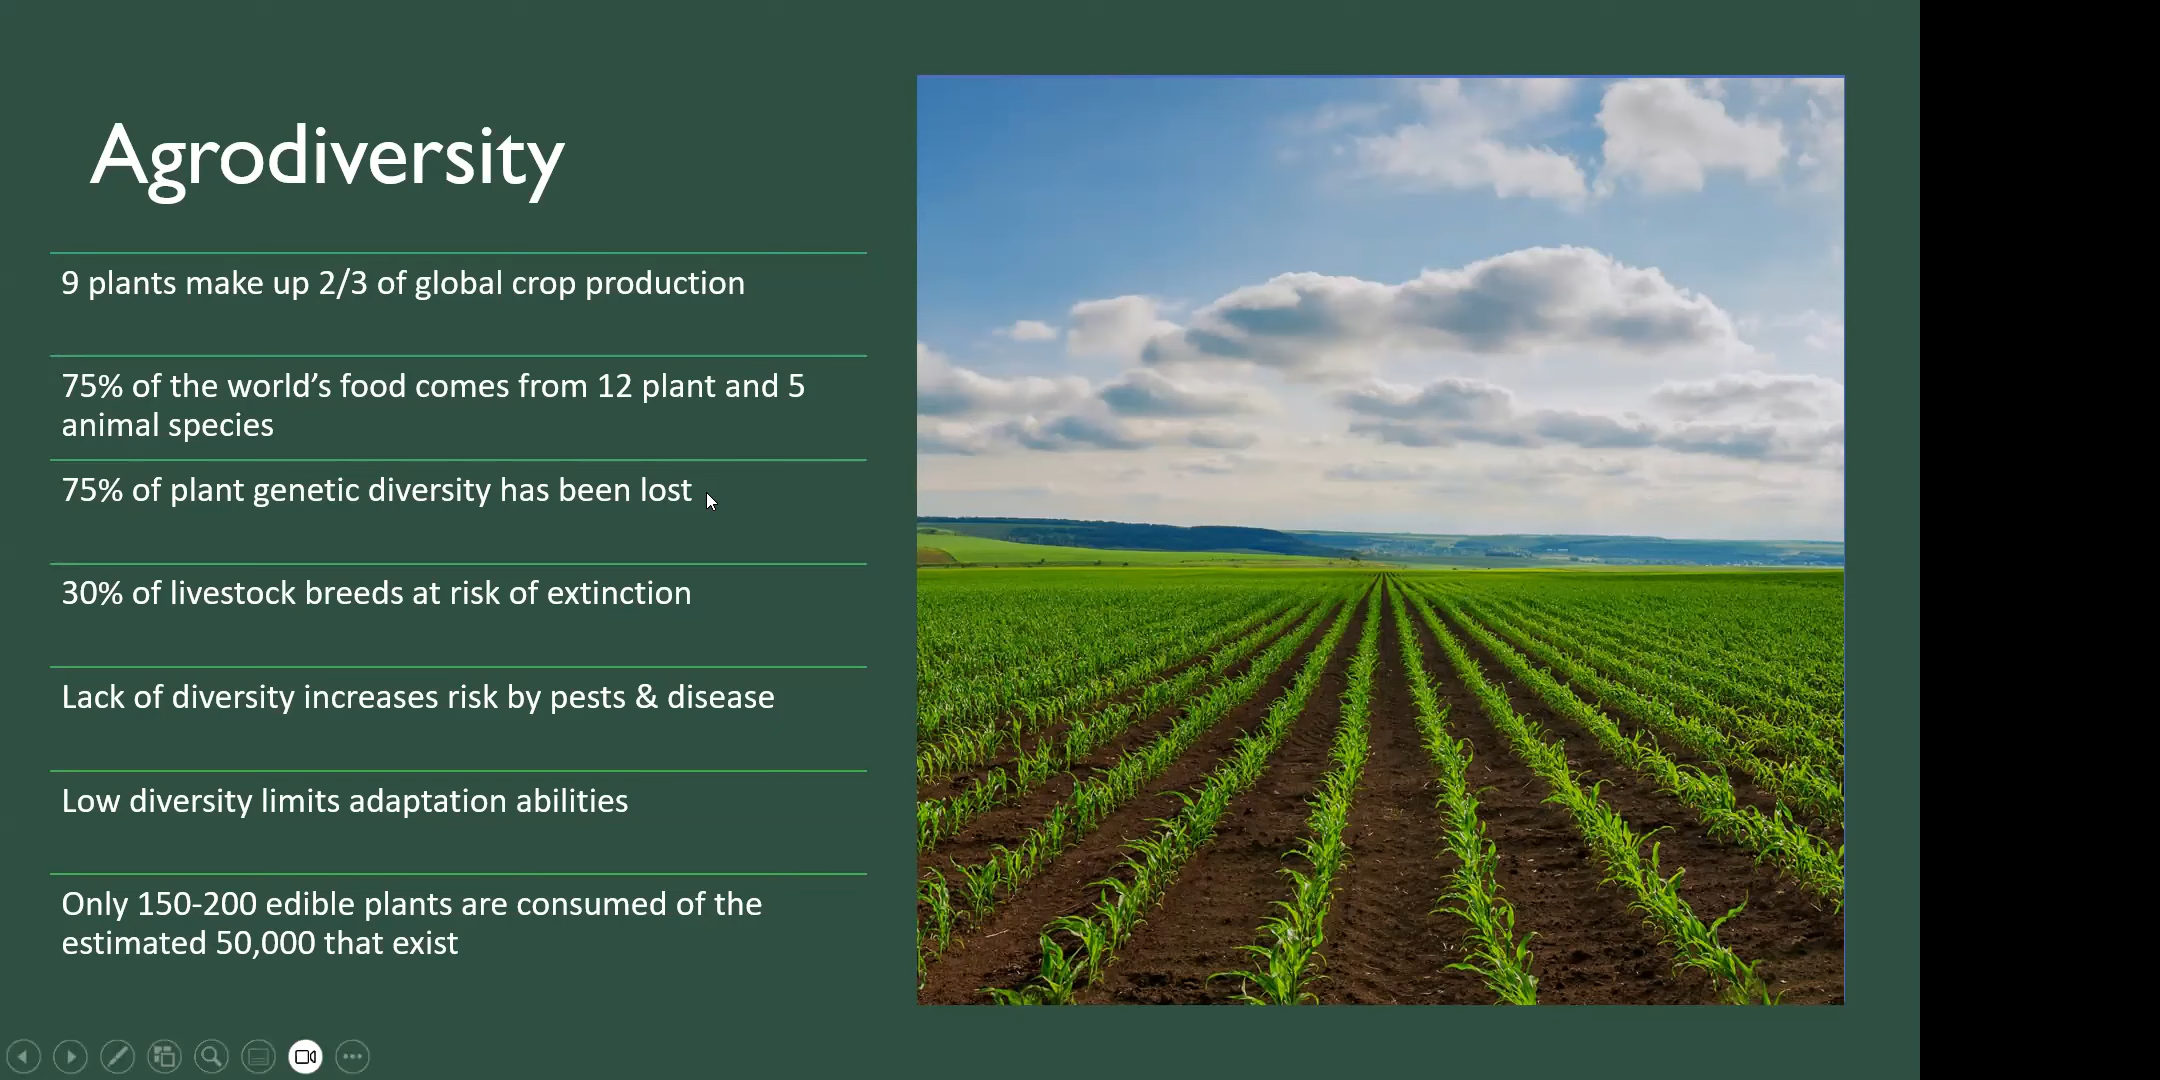 Agrodiversity
9 plants make up 2/3 of global crop production
75% of the world’s food comes from 12 plant and 5
animal species
75% of plant genetic diversity has been lost
30% of livestock breeds at risk of extinction
Lack of diversity increases risk by pests & disease
Low diversity limits adaptation abilities
Only 150-200 edible plants are consumed of the
estimated 50,000 that exist